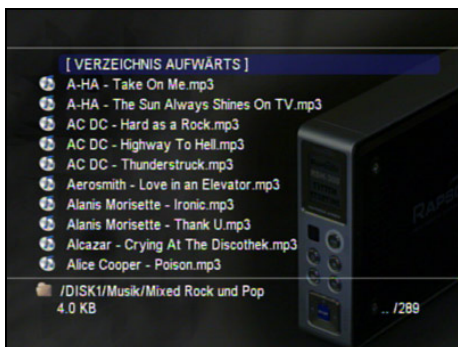 [ VERZEICHNIS AUFWÄRTS ]
A-HA - Take On Me.mp3
A-HA - The Sun Always Shines On TV.mp3
AC DC - Hard as a Rock.mp3
AC DC - Highway To Hell.mp3
AC DC - Thunderstruck.mp3
Aerosmith - Love in an Elevator.mp3
Alanis Morisette - Ironic.mp3
Alanis Morisette - Thank U.mp3
Alcazar - Crying At The Discothek.mp3
Alice Cooper - Poison.mp3
/DISK1/Musik/Mixed Rock und Pop
4.0 KB
.. /289